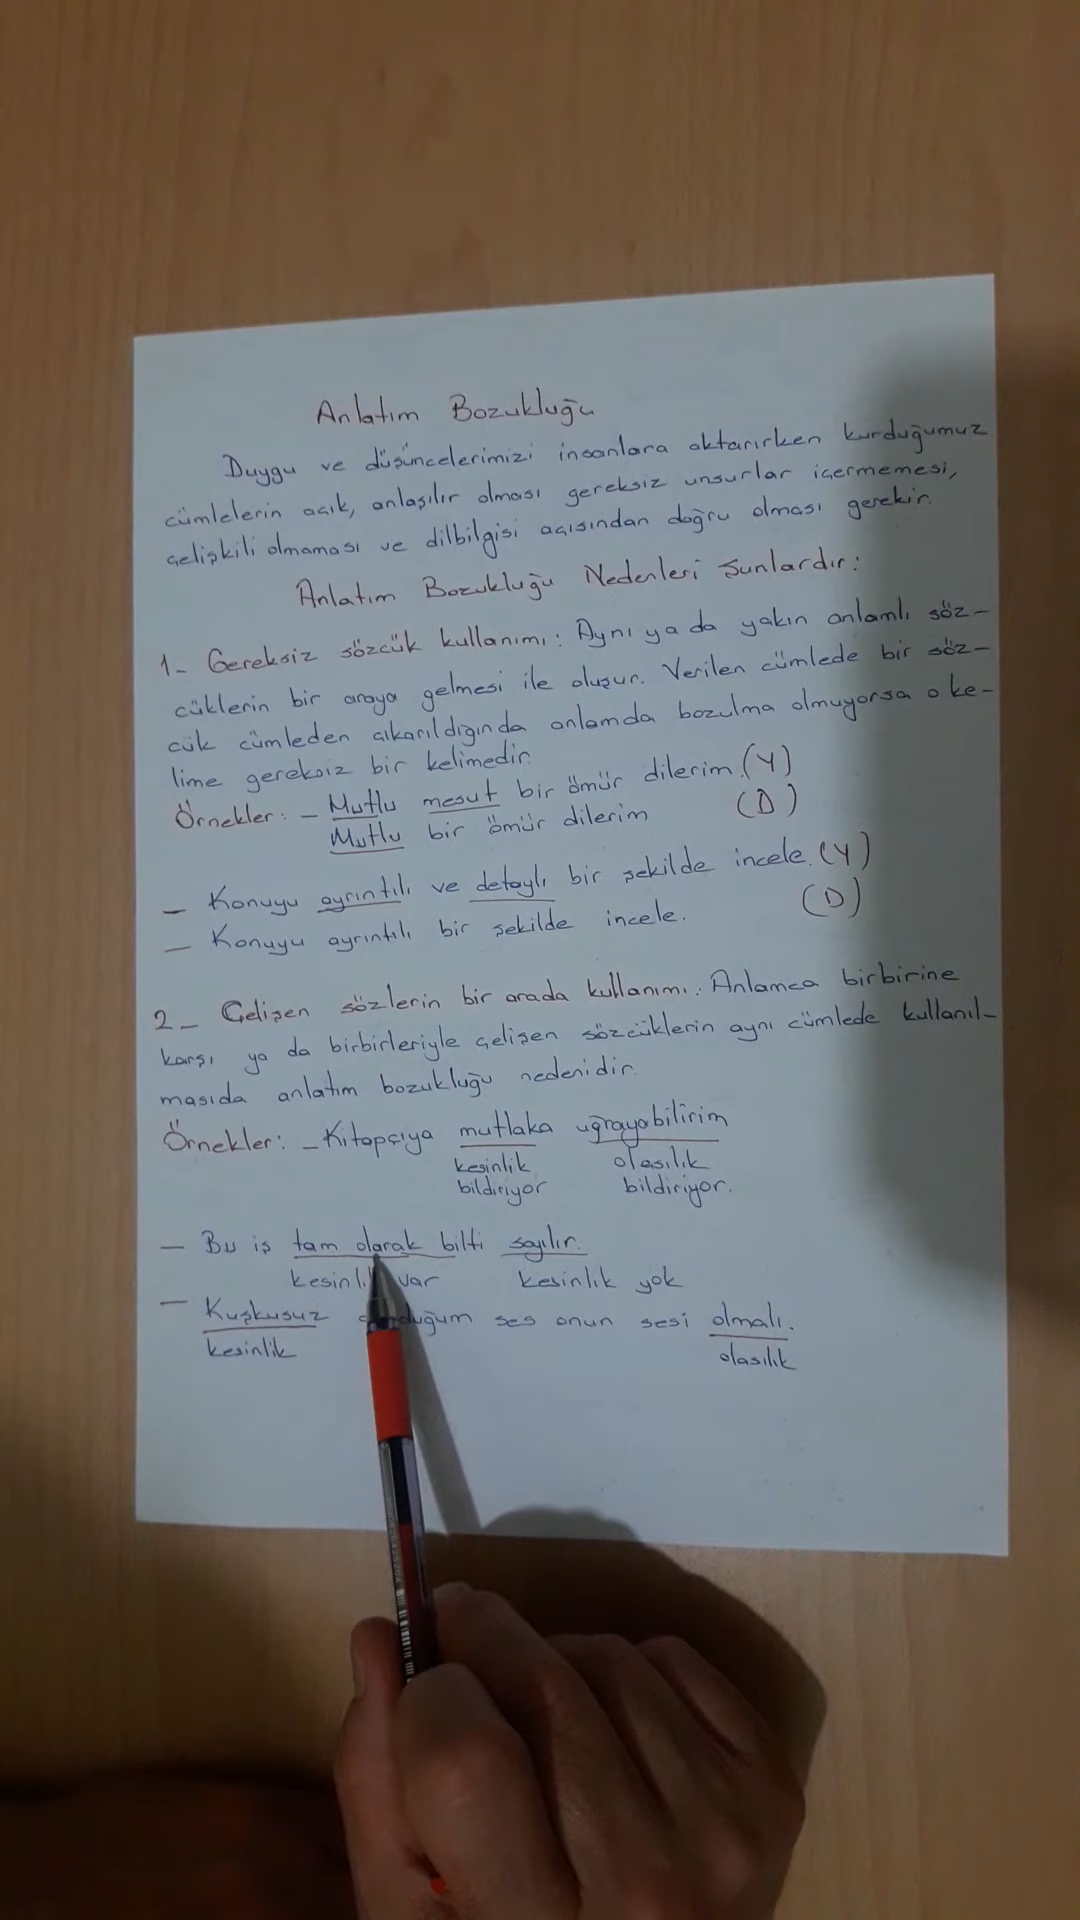 Anlatım Bozukluğu
Duygu ve düşüncelerimizi insanlara aktarırken kurduğumuz
cümlelerin açık, anlaşılır olması gereksiz unsurlar içermemesi,
çelişkili olmaması ve dilbilgisi açısından doğru olması gerekir.
Anlatım Bozukluğu Nedenleri Şunlardır:
1- Gereksiz sözcük kullanımı: Aynı ya da yakın anlamlı söz-
cüklerin bir araya gelmesi ile oluşur. Verilen cümlede bir söz-
cük cümleden çıkarıldığında anlamda bozulma olmuyorsa o ke-
lime gereksiz bir kelimedir.
Örnekler: - Mutlu mesut bir ömür dilerim. (Y)
Mutlu bir ömür dilerim (D)
- Konuyu ayrıntılı ve detaylı bir şekilde incele. (Y)
- Konuyu ayrıntılı bir şekilde incele. (D)
2- Çelişen sözlerin bir arada kullanımı: Anlamca birbirine
karşı ya da birbirleriyle çelişen sözcüklerin aynı cümlede kullanıl-
masıda anlatım bozukluğu nedenidir.
Örnekler: - Kitapçıya mutlaka uğrayabilirim
kesinlik olasılık
bildiriyor bildiriyor.
- Bu iş tam olarak bitti sayılır.
kesinlik var kesinlik yok
- Kuşkusuz ses onun sesi olmalı.
kesinlik olasılık